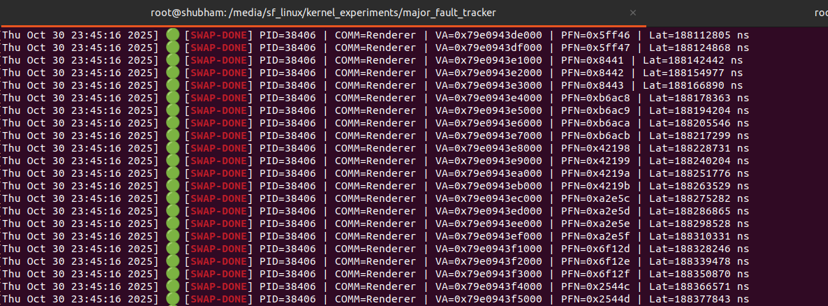 root@shubham: /media/sf_linux/kernel_experiments/major_fault_tracker × roo
[Thu Oct 30 23:45:16 2025] 🟢 [SWAP-DONE] PID=38406 | COMM=Renderer | VA=0x79e0943de000 | PFN=0x5ff46 | Lat=188112805 ns
[Thu Oct 30 23:45:16 2025] 🟢 [SWAP-DONE] PID=38406 | COMM=Renderer | VA=0x79e0943df000 | PFN=0x5ff47 | Lat=188124868 ns
[Thu Oct 30 23:45:16 2025] 🟢 [SWAP-DONE] PID=38406 | COMM=Renderer | VA=0x79e0943e1000 | PFN=0x8441 | Lat=188142442 ns
[Thu Oct 30 23:45:16 2025] 🟢 [SWAP-DONE] PID=38406 | COMM=Renderer | VA=0x79e0943e2000 | PFN=0x8442 | Lat=188154977 ns
[Thu Oct 30 23:45:16 2025] 🟢 [SWAP-DONE] PID=38406 | COMM=Renderer | VA=0x79e0943e3000 | PFN=0x8443 | Lat=188166890 ns
[Thu Oct 30 23:45:16 2025] 🟢 [SWAP-DONE] PID=38406 | COMM=Renderer | VA=0x79e0943e4000 | PFN=0xb6ac8 | Lat=188178363 ns
[Thu Oct 30 23:45:16 2025] 🟢 [SWAP-DONE] PID=38406 | COMM=Renderer | VA=0x79e0943e5000 | PFN=0xb6ac9 | Lat=188194204 ns
[Thu Oct 30 23:45:16 2025] 🟢 [SWAP-DONE] PID=38406 | COMM=Renderer | VA=0x79e0943e6000 | PFN=0xb6aca | Lat=188205546 ns
[Thu Oct 30 23:45:16 2025] 🟢 [SWAP-DONE] PID=38406 | COMM=Renderer | VA=0x79e0943e7000 | PFN=0xb6acb | Lat=188217299 ns
[Thu Oct 30 23:45:16 2025] 🟢 [SWAP-DONE] PID=38406 | COMM=Renderer | VA=0x79e0943e8000 | PFN=0x42198 | Lat=188228731 ns
[Thu Oct 30 23:45:16 2025] 🟢 [SWAP-DONE] PID=38406 | COMM=Renderer | VA=0x79e0943e9000 | PFN=0x42199 | Lat=188240204 ns
[Thu Oct 30 23:45:16 2025] 🟢 [SWAP-DONE] PID=38406 | COMM=Renderer | VA=0x79e0943ea000 | PFN=0x4219a | Lat=188251776 ns
[Thu Oct 30 23:45:16 2025] 🟢 [SWAP-DONE] PID=38406 | COMM=Renderer | VA=0x79e0943eb000 | PFN=0x4219b | Lat=188263529 ns
[Thu Oct 30 23:45:16 2025] 🟢 [SWAP-DONE] PID=38406 | COMM=Renderer | VA=0x79e0943ec000 | PFN=0xa2e5c | Lat=188275282 ns
[Thu Oct 30 23:45:16 2025] 🟢 [SWAP-DONE] PID=38406 | COMM=Renderer | VA=0x79e0943ed000 | PFN=0xa2e5d | Lat=188286865 ns
[Thu Oct 30 23:45:16 2025] 🟢 [SWAP-DONE] PID=38406 | COMM=Renderer | VA=0x79e0943ee000 | PFN=0xa2e5e | Lat=188298528 ns
[Thu Oct 30 23:45:16 2025] 🟢 [SWAP-DONE] PID=38406 | COMM=Renderer | VA=0x79e0943ef000 | PFN=0xa2e5f | Lat=188310331 ns
[Thu Oct 30 23:45:16 2025] 🟢 [SWAP-DONE] PID=38406 | COMM=Renderer | VA=0x79e0943f1000 | PFN=0x6f12d | Lat=188328246 ns
[Thu Oct 30 23:45:16 2025] 🟢 [SWAP-DONE] PID=38406 | COMM=Renderer | VA=0x79e0943f2000 | PFN=0x6f12e | Lat=188339478 ns
[Thu Oct 30 23:45:16 2025] 🟢 [SWAP-DONE] PID=38406 | COMM=Renderer | VA=0x79e0943f3000 | PFN=0x6f12f | Lat=188350870 ns
[Thu Oct 30 23:45:16 2025] 🟢 [SWAP-DONE] PID=38406 | COMM=Renderer | VA=0x79e0943f4000 | PFN=0x2544c | Lat=188366571 ns
[Thu Oct 30 23:45:16 2025] 🟢 [SWAP-DONE] PID=38406 | COMM=Renderer | VA=0x79e0943f5000 | PFN=0x2544d | Lat=188377843 ns